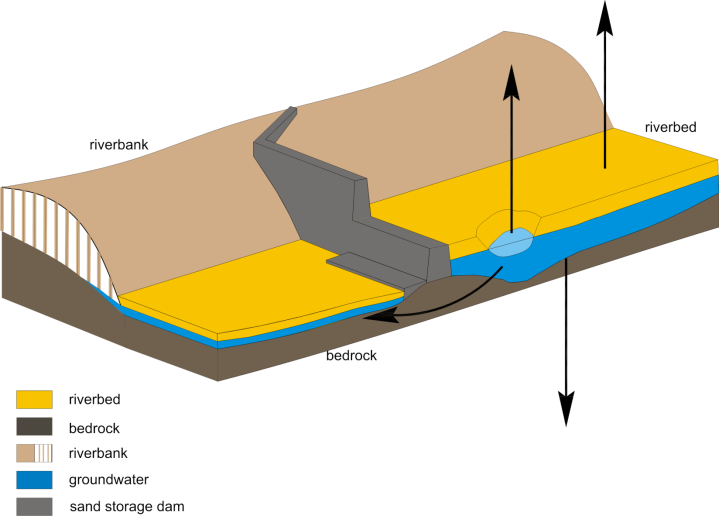 riverbank
riverbed
bedrock
riverbed
bedrock
riverbank
groundwater
sand storage dam